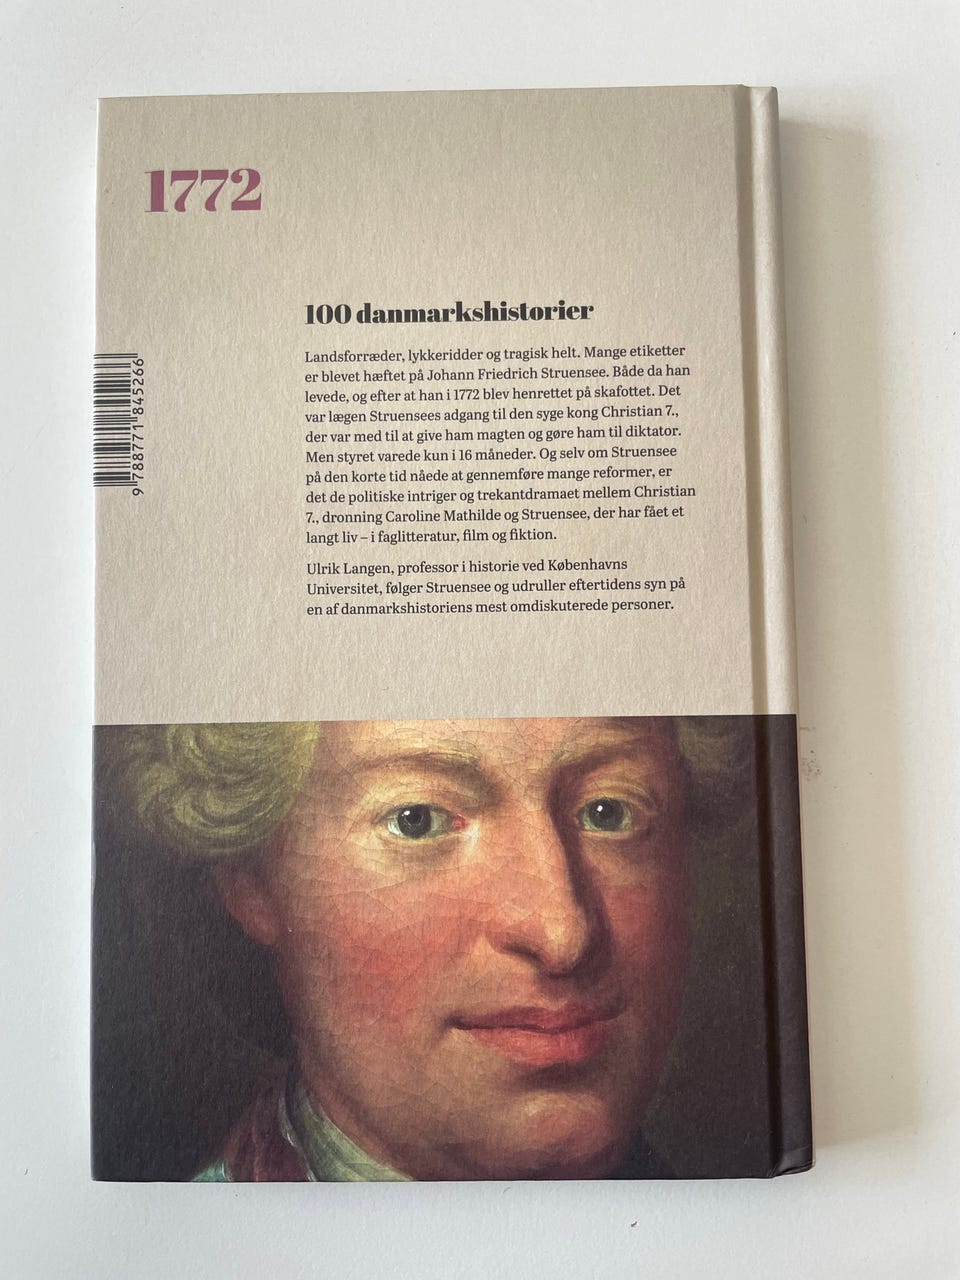 1772
100 danmarkshistorier
Landsforræder, lykkeridder og tragisk helt. Mange etiketter
er blevet hæftet på Johann Friedrich Struensee. Både da han
levede, og efter at han i 1772 blev henrettet på skafottet. Det
var lægen Struensees adgang til den syge kong Christian 7.,
der var med til at give ham magten og gøre ham til diktator.
Men styret varede kun i 16 måneder. Og selv om Struensee
på den korte tid nåede at gennemføre mange reformer, er
det de politiske intriger og trekantdramaet mellem Christian
7., dronning Caroline Mathilde og Struensee, der har fået et
langt liv – i faglitteratur, film og fiktion.
Ulrik Langen, professor i historie ved Københavns
Universitet, følger Struensee og udruller eftertidens syn på
en af danmarkshistoriens mest omdiskuterede personer.
9 788771 845266